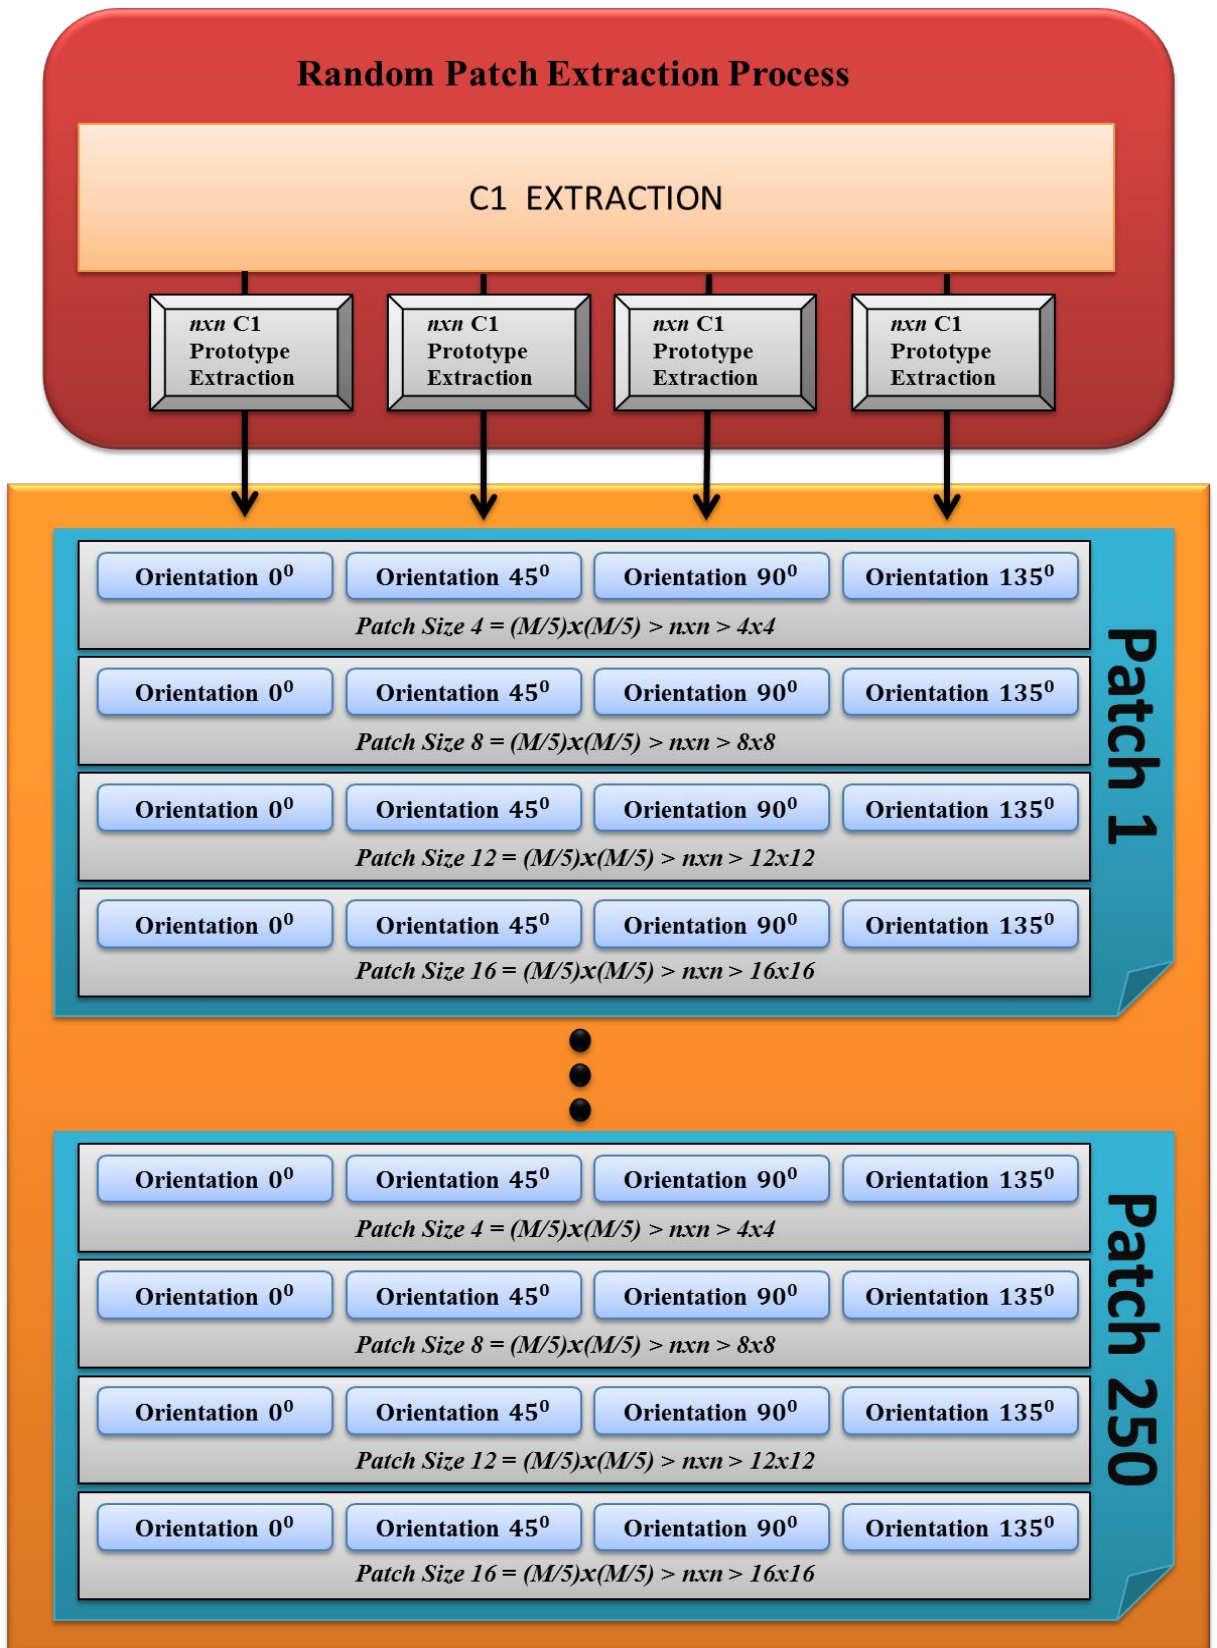 Random Patch Extraction Process
C1 EXTRACTION
nxn C1
Prototype
Extraction
nxn C1
Prototype
Extraction
nxn C1
Prototype
Extraction
nxn C1
Prototype
Extraction
Orientation 0⁰ Orientation 45⁰ Orientation 90⁰ Orientation 135⁰
Patch Size 4 = (M/5)x(M/5) > nxn > 4x4
Orientation 0⁰ Orientation 45⁰ Orientation 90⁰ Orientation 135⁰
Patch Size 8 = (M/5)x(M/5) > nxn > 8x8
Orientation 0⁰ Orientation 45⁰ Orientation 90⁰ Orientation 135⁰
Patch Size 12 = (M/5)x(M/5) > nxn > 12x12
Orientation 0⁰ Orientation 45⁰ Orientation 90⁰ Orientation 135⁰
Patch Size 16 = (M/5)x(M/5) > nxn > 16x16
Patch 1
Orientation 0⁰ Orientation 45⁰ Orientation 90⁰ Orientation 135⁰
Patch Size 4 = (M/5)x(M/5) > nxn > 4x4
Orientation 0⁰ Orientation 45⁰ Orientation 90⁰ Orientation 135⁰
Patch Size 8 = (M/5)x(M/5) > nxn > 8x8
Orientation 0⁰ Orientation 45⁰ Orientation 90⁰ Orientation 135⁰
Patch Size 12 = (M/5)x(M/5) > nxn > 12x12
Orientation 0⁰ Orientation 45⁰ Orientation 90⁰ Orientation 135⁰
Patch Size 16 = (M/5)x(M/5) > nxn > 16x16
Patch 250